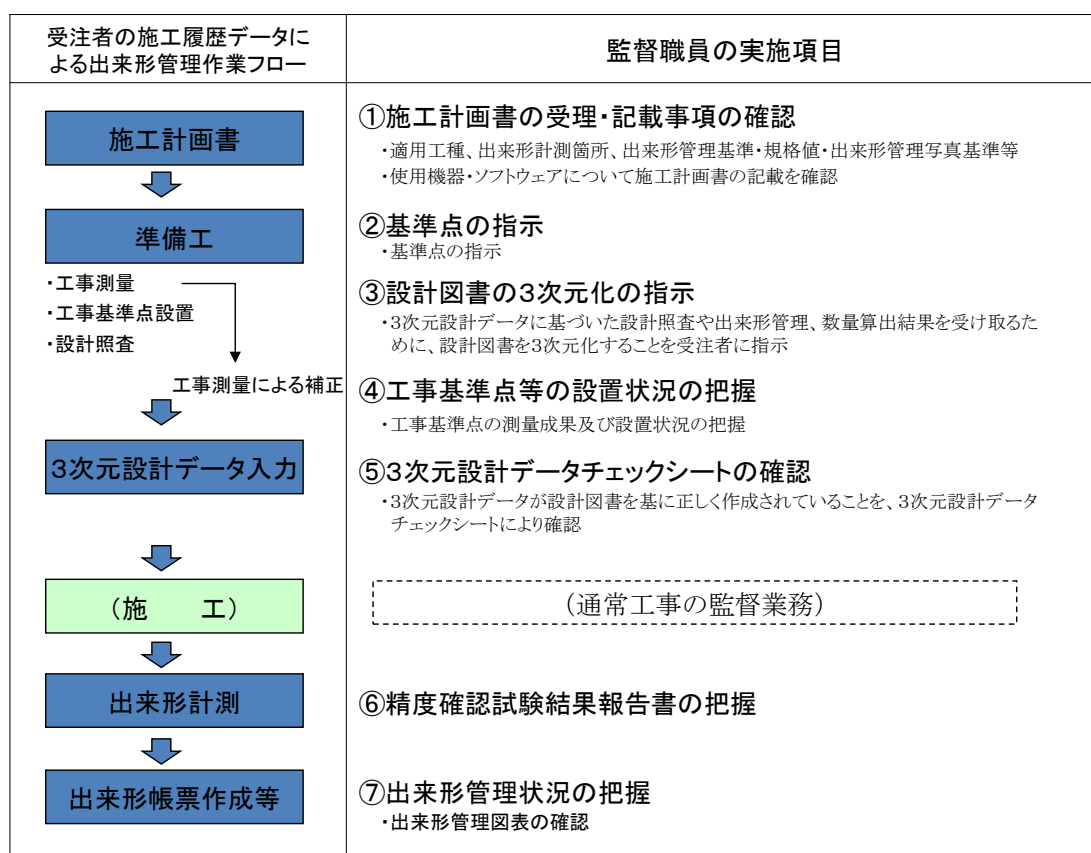 受注者の施工履歴データに
よる出来形管理作業フロー
監督職員の実施項目
施工計画書
準備工
・工事測量
・工事基準点設置
・設計照査
工事測量による補正
3次元設計データ入力
（施　　工）
出来形計測
出来形帳票作成等
①施工計画書の受理・記載事項の確認
・適用工種、出来形計測箇所、出来形管理基準・規格値・出来形管理写真基準等
・使用機器・ソフトウェアについて施工計画書の記載を確認
②基準点の指示
・基準点の指示
③設計図書の3次元化の指示
・3次元設計データに基づいた設計照査や出来形管理、数量算出結果を受け取るた
めに、設計図書を3次元化することを受注者に指示
④工事基準点等の設置状況の把握
・工事基準点の測量成果及び設置状況の把握
⑤3次元設計データチェックシートの確認
・3次元設計データが設計図書を基に正しく作成されていることを、3次元設計データ
チェックシートにより確認
（通常工事の監督業務）
⑥精度確認試験結果報告書の把握
⑦出来形管理状況の把握
・出来形管理図表の確認